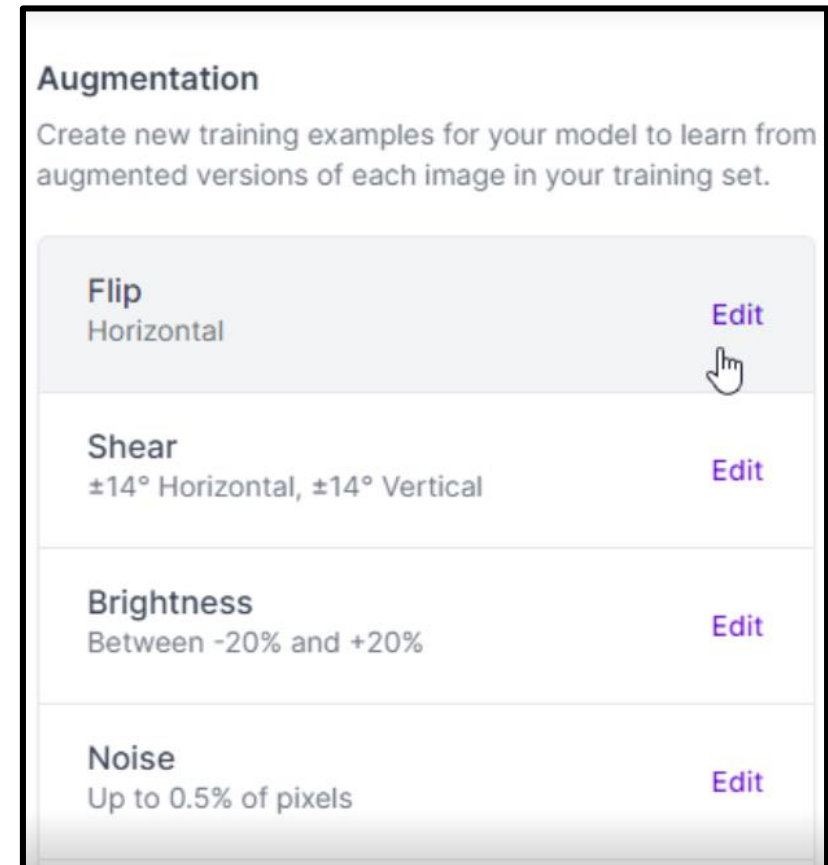 Augmentation
Create new training examples for your model to learn from
augmented versions of each image in your training set.
Flip
Horizontal
Edit
Shear
±14° Horizontal, ±14° Vertical
Edit
Brightness
Between -20% and +20%
Edit
Noise
Up to 0.5% of pixels
Edit